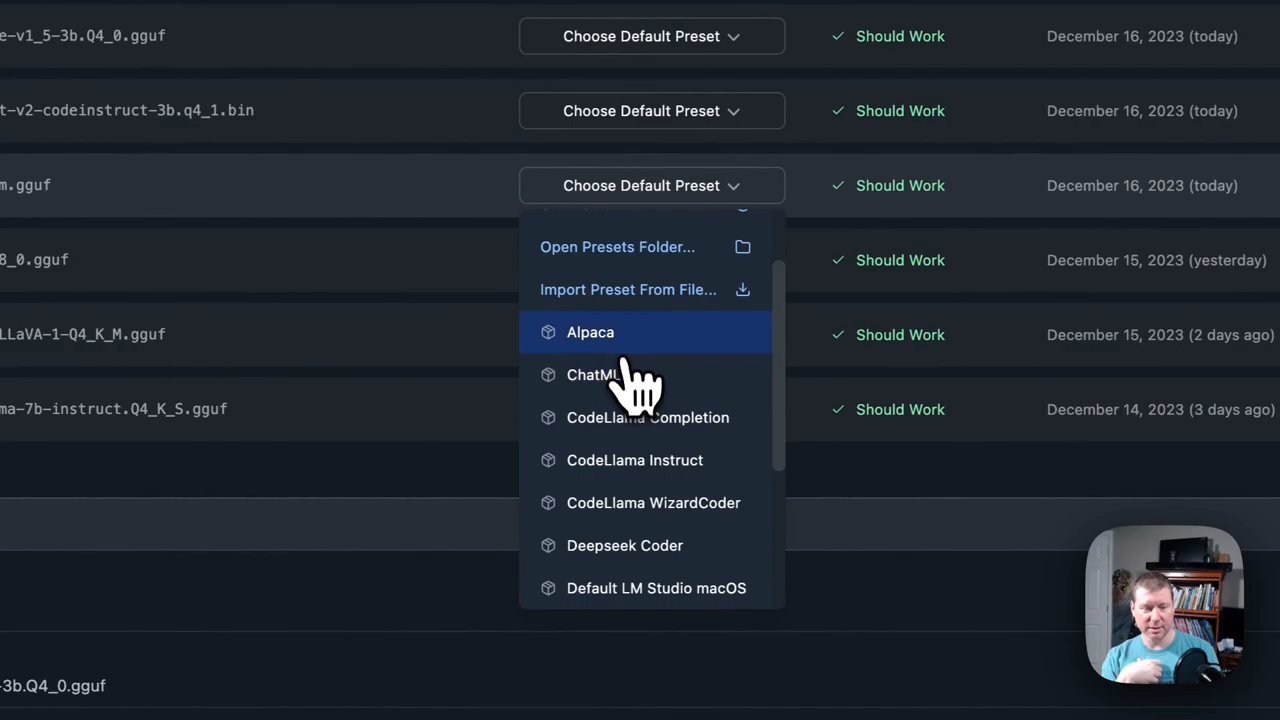 e-v1_5-3b.Q4_0.gguf Choose Default Preset Should Work December 16, 2023 (today)
t-v2-codeinstruct-3b.q4_1.bin Choose Default Preset Should Work December 16, 2023 (today)
m.gguf Choose Default Preset Should Work December 16, 2023 (today)
Open Presets Folder...
8_0.gguf Should Work December 15, 2023 (yesterday)
Import Preset From File...
Alpaca
LLaVA-1-Q4_K_M.gguf Should Work December 15, 2023 (2 days ago)
ChatML
ma-7b-instruct.Q4_K_S.gguf Should Work December 14, 2023 (3 days ago)
CodeLlama Completion
CodeLlama Instruct
CodeLlama WizardCoder
Deepseek Coder
Default LM Studio macOS
-3b.Q4_0.gguf